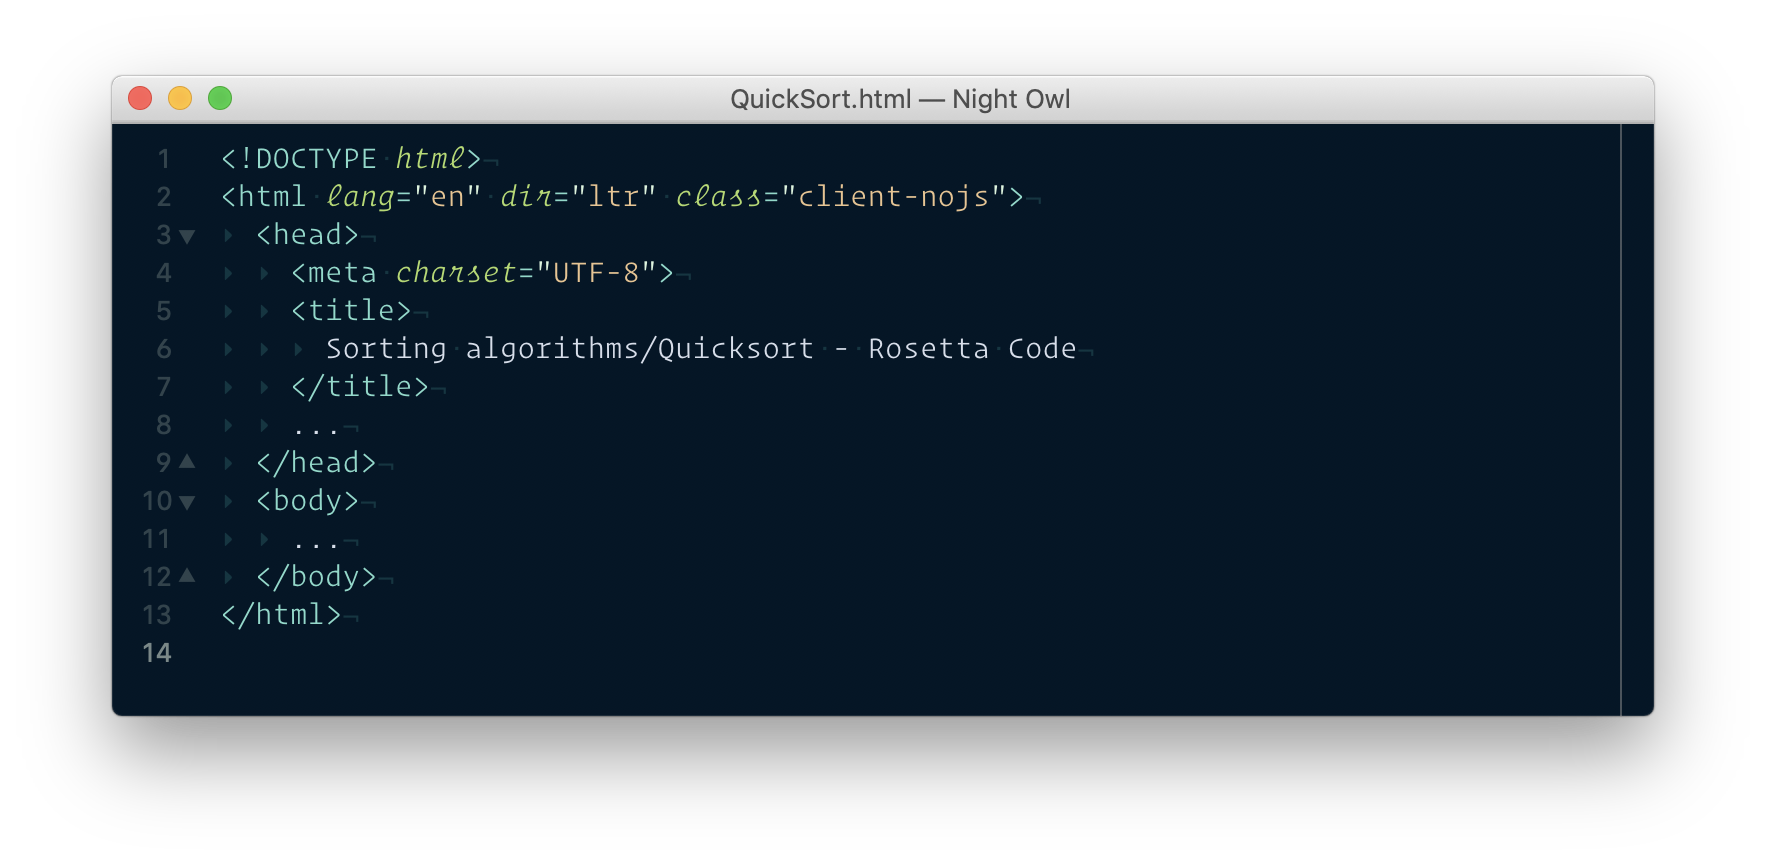 QuickSort.html — Night Owl
1 <!DOCTYPE html>¬
2 <html lang="en" dir="ltr" class="client-nojs">¬
3 <head>¬
4 <meta charset="UTF-8">¬
5 <title>¬
6 Sorting algorithms/Quicksort - Rosetta Code¬
7 </title>¬
8 ...¬
9 </head>¬
10 <body>¬
11 ...¬
12 </body>¬
13 </html>¬
14